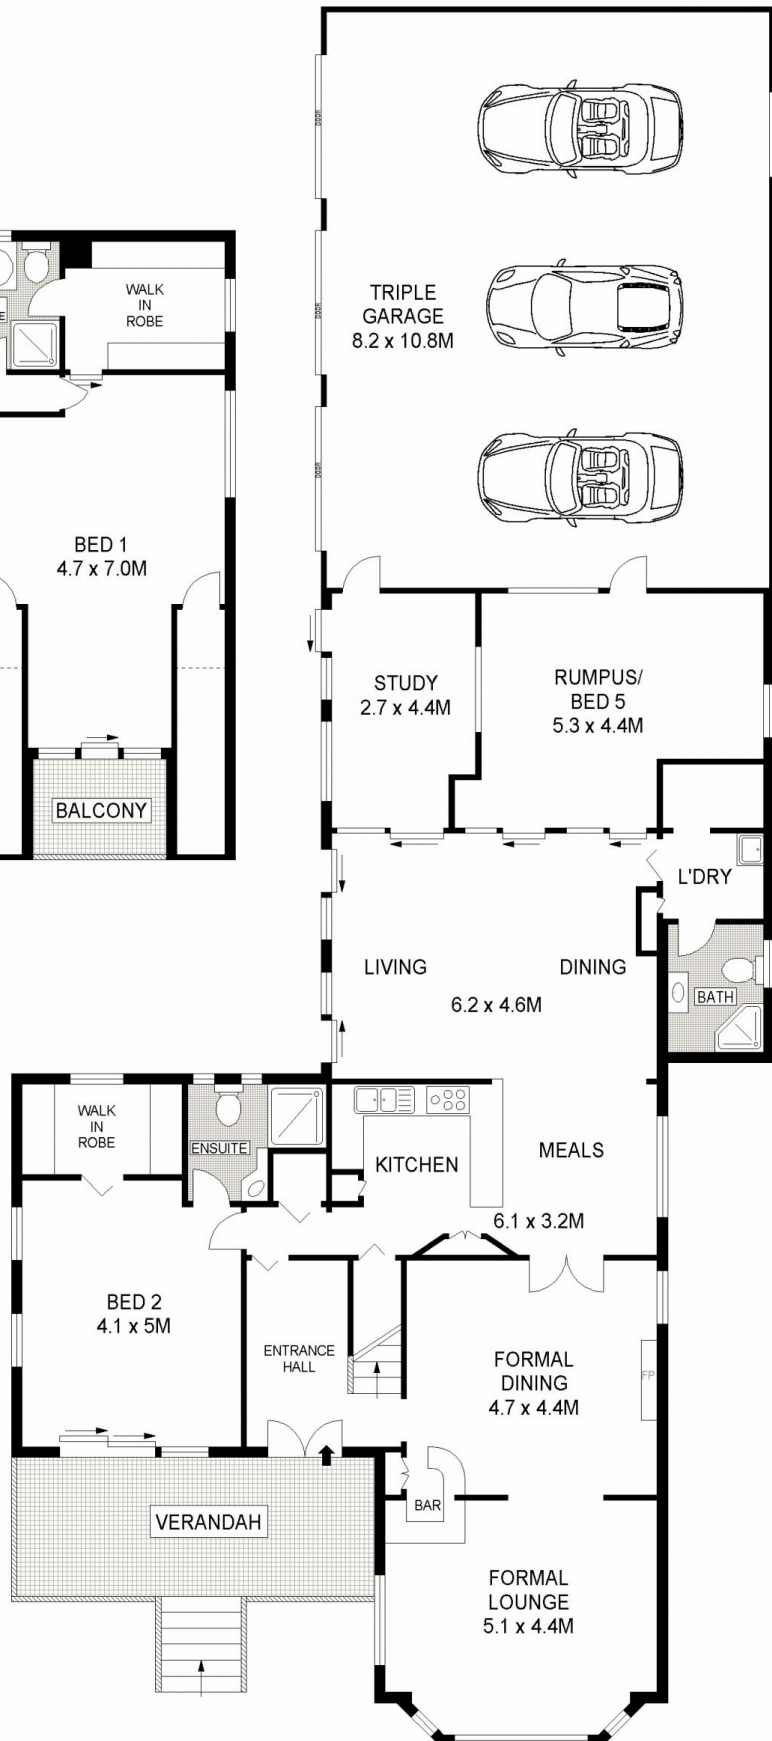 DOOR
TRIPLE
GARAGE
8.2 x 10.8M
DOOR
DOOR
WALK
IN
ROBE
E
BED 1
4.7 x 7.0M
BALCONY
STUDY
2.7 x 4.4M
RUMPUS/
BED 5
5.3 x 4.4M
L'DRY
LIVING
DINING
6.2 x 4.6M
BATH
WALK
IN
ROBE
ENSUITE
KITCHEN
MEALS
6.1 x 3.2M
BED 2
4.1 x 5M
ENTRANCE
HALL
FORMAL
DINING
4.7 x 4.4M
FP
BAR
VERANDAH
FORMAL
LOUNGE
5.1 x 4.4M